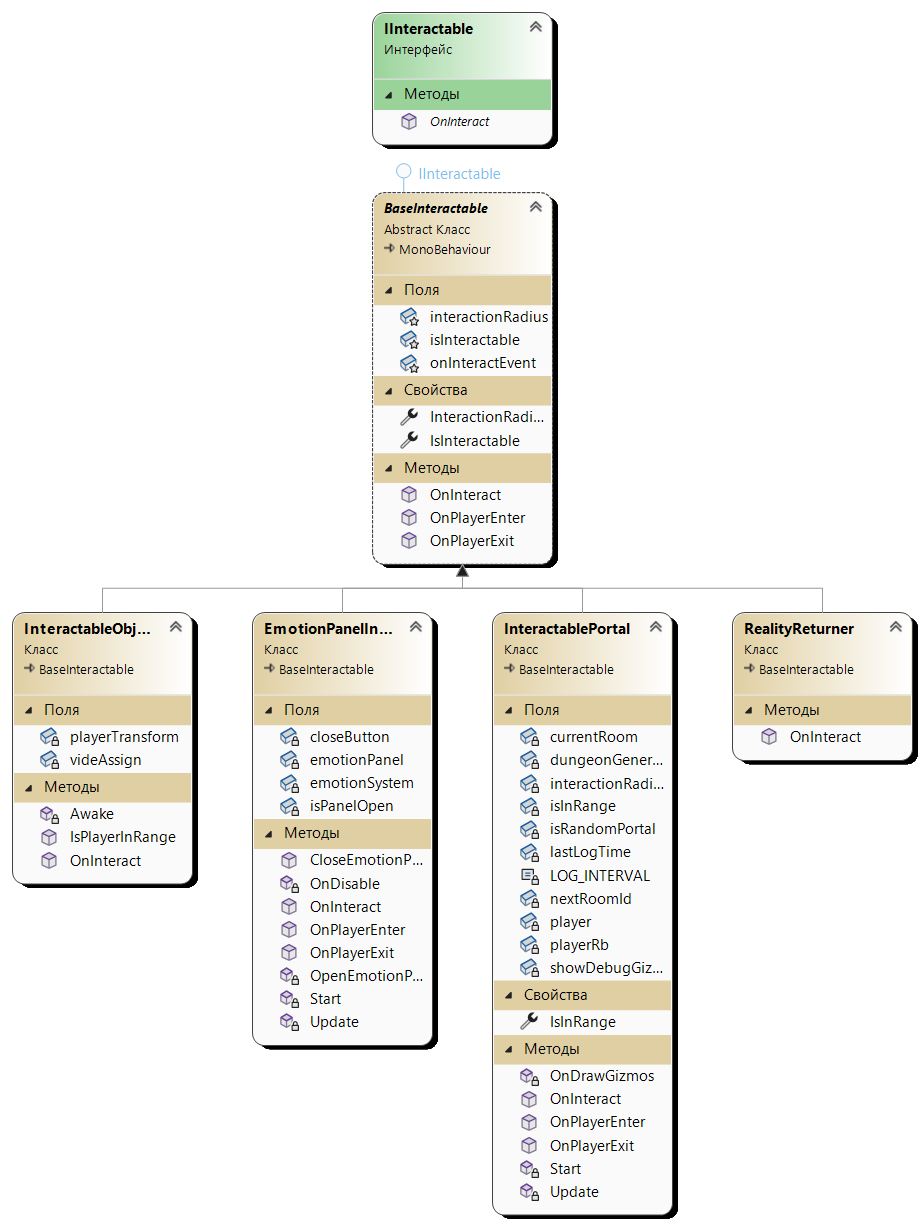 IInteractable
Интерфейс
Методы
OnInteract
IInteractable
BaseInteractable
Abstract Класс
MonoBehaviour
Поля
interactionRadius
isInteractable
onInteractEvent
Свойства
InteractionRadi...
IsInteractable
Методы
OnInteract
OnPlayerEnter
OnPlayerExit
InteractableObj...
Класс
BaseInteractable
Поля
playerTransform
videAssign
Методы
Awake
IsPlayerInRange
OnInteract
EmotionPanelIn...
Класс
BaseInteractable
Поля
closeButton
emotionPanel
emotionSystem
isPanelOpen
Методы
CloseEmotionP...
OnDisable
OnInteract
OnPlayerEnter
OnPlayerExit
OpenEmotionP...
Start
Update
InteractablePortal
Класс
BaseInteractable
Поля
currentRoom
dungeonGener...
interactionRadi...
isInRange
isRandomPortal
lastLogTime
LOG_INTERVAL
nextRoomId
player
playerRb
showDebugGiz...
Свойства
IsInRange
Методы
OnDrawGizmos
OnInteract
OnPlayerEnter
OnPlayerExit
Start
Update
RealityReturner
Класс
BaseInteractable
Методы
OnInteract